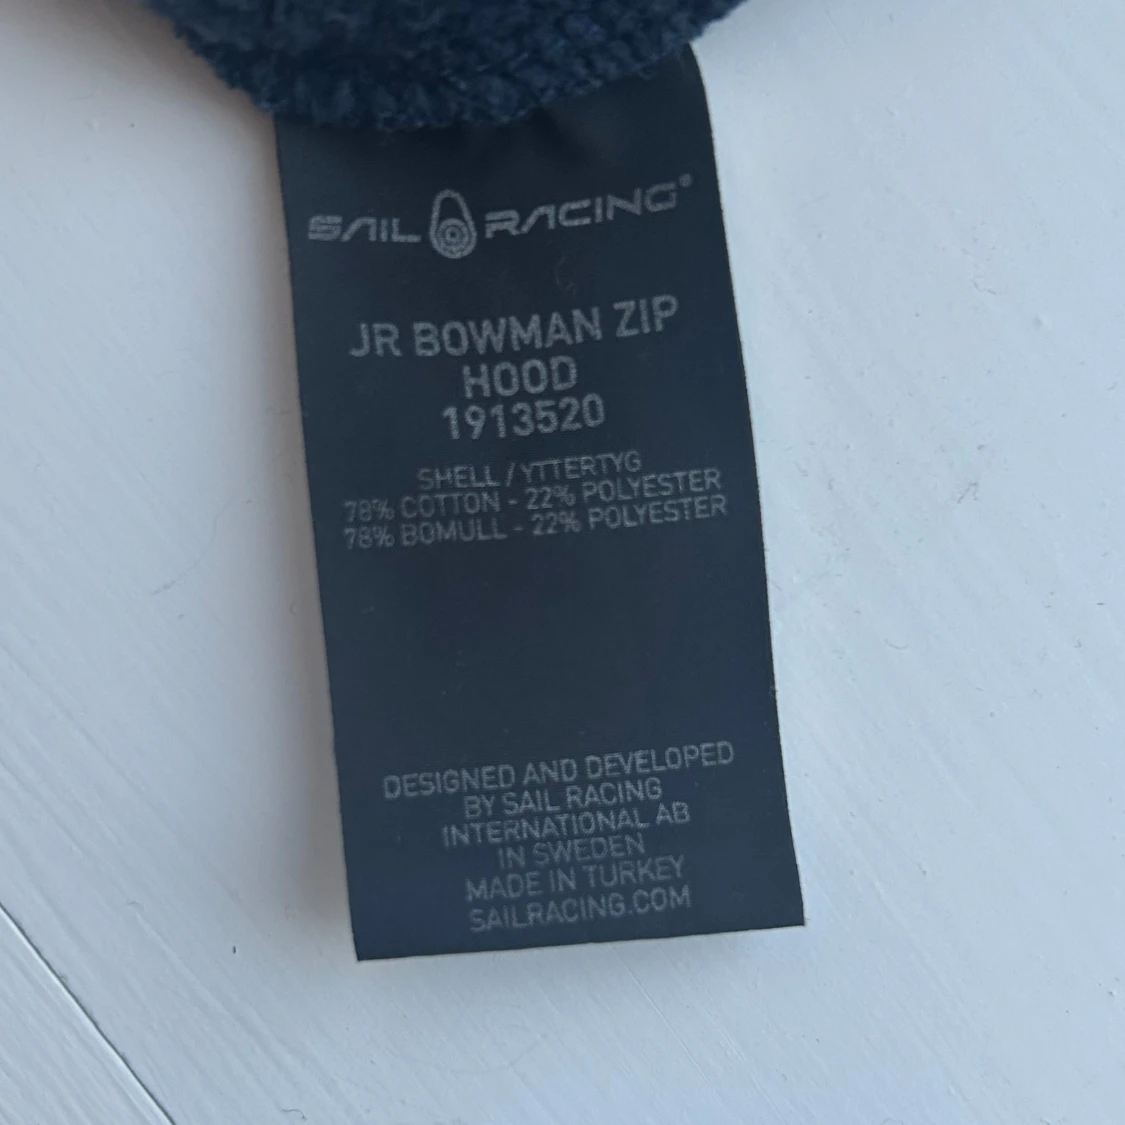 SAIL RACING®
JR BOWMAN ZIP
HOOD
1913520
SHELL / YTTERTYG
78% COTTON - 22% POLYESTER
78% BOMULL - 22% POLYESTER
DESIGNED AND DEVELOPED
BY SAIL RACING
INTERNATIONAL AB
IN SWEDEN
MADE IN TURKEY
SAILRACING.COM